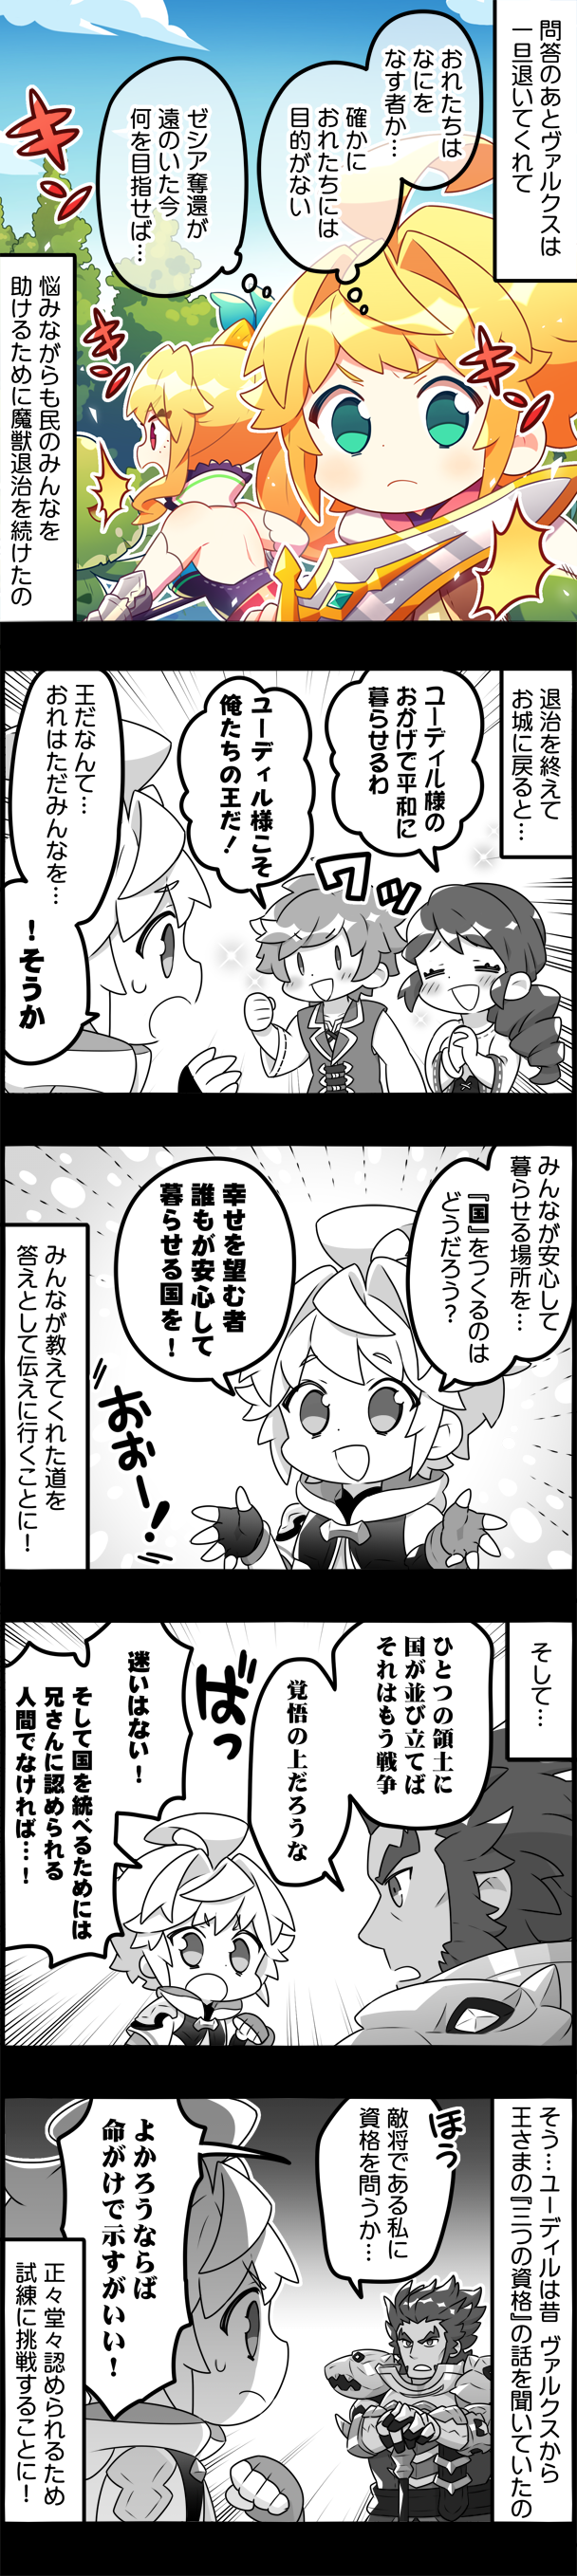 問答のあとヴァルクスは
一旦退いてくれて
おれたちは
なにを
なす者か…
確かに
おれたちには
目的がない
ゼシア奪還が
遠のいた今
何を目指せば…
キィ
キィ
キィ
悩みながらも民のみんなを
助けるために魔獣退治を続けたの
退治を終えて
お城に戻ると…
ユーディル様の
おかげで平和に
暮らせるわ
ユーディル様こそ
俺たちの王だ！
ワッ
王だなんて…
おれはただみんなを…
！そうか
みんなが安心して
暮らせる場所を…
『国』をつくるのは
どうだろう？
幸せを望む者
誰もが安心して
暮らせる国を！
おおー！
みんなが教えてくれた道を
答えとして伝えに行くことに！
そして…
ひとつの領土に
国が並び立てば
それはもう戦争
覚悟の上だろうな
ばっ
迷いはない！
そして国を統べるためには
兄さんに認められる
人間でなければ…！
そう…ユーディルは昔 ヴァルクスから
王さまの『三つの資格』の話を聞いていたの
ほう
敵将である私に
資格を問うか…
よかろうならば
命がけで示すがいい！
正々堂々認められるため
試練に挑戦することに！